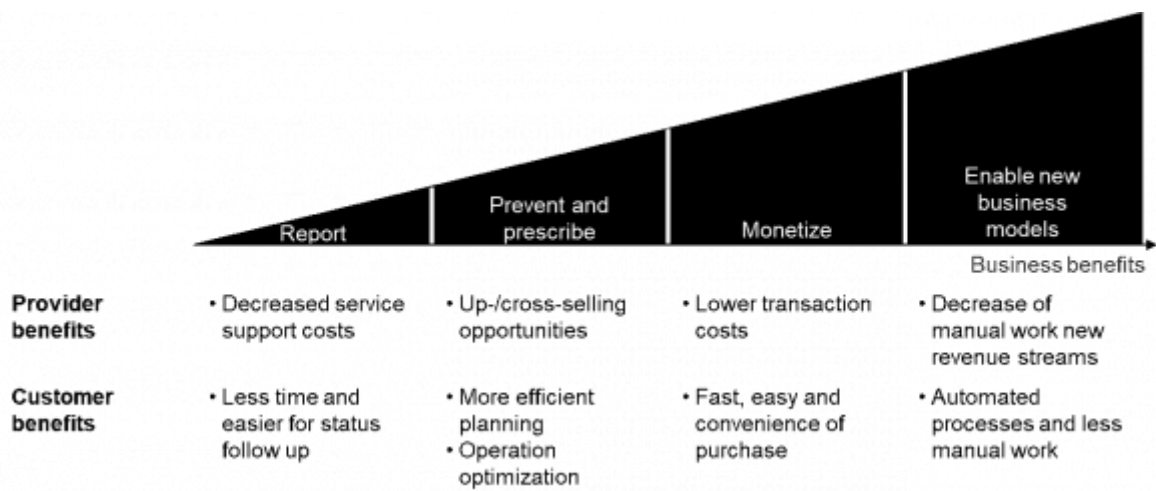 Report
Prevent and
prescribe
Monetize
Enable new
business
models
Business benefits
Provider
benefits
• Decreased service
support costs
• Up-/cross-selling
opportunities
• Lower transaction
costs
• Decrease of
manual work new
revenue streams
Customer
benefits
• Less time and
easier for status
follow up
• More efficient
planning
• Operation
optimization
• Fast, easy and
convenience of
purchase
• Automated
processes and less
manual work